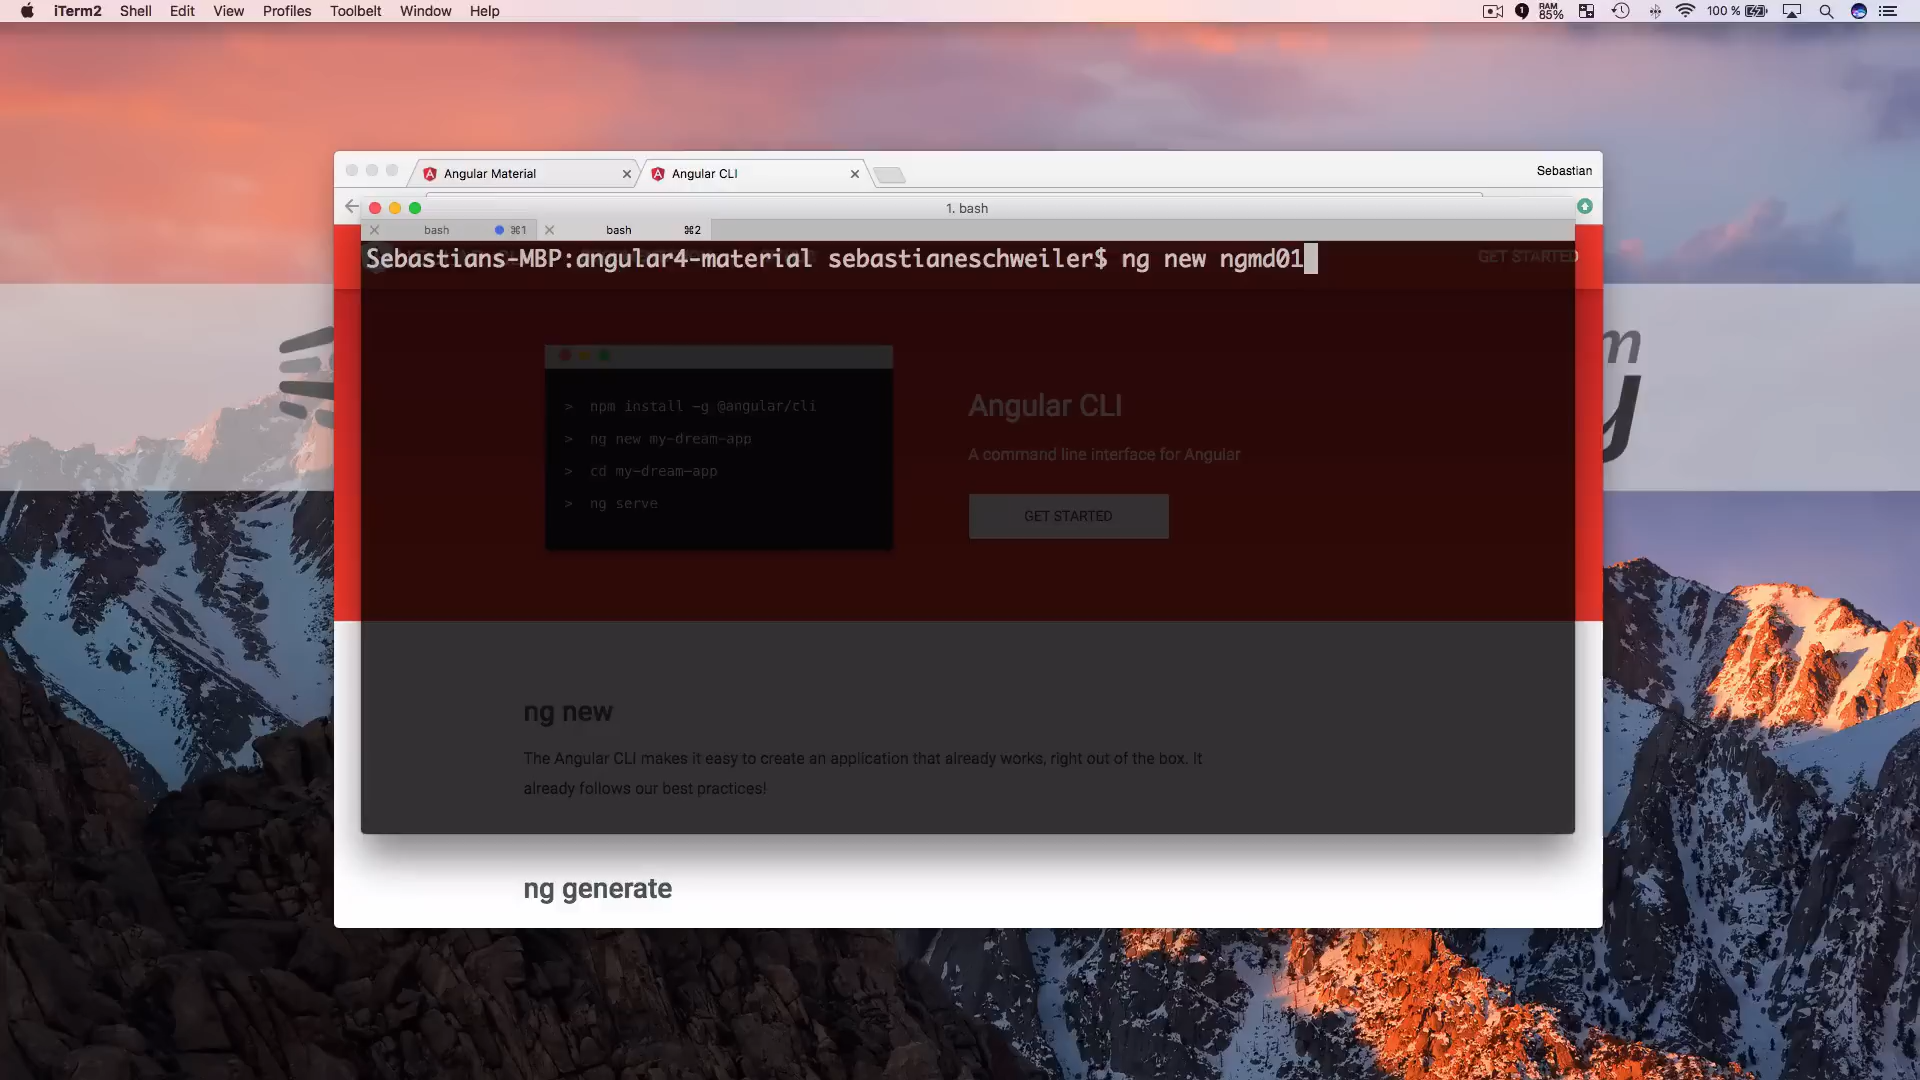 iTerm2 Shell Edit View Profiles Toolbelt Window Help
1 RAM 85% 100 %
Angular Material Angular CLI Sebastian
1. bash
bash ⌘1 bash ⌘2
Sebastians-MBP:angular4-material sebastianeschweiler$ ng new ngmd01
GET STARTED
> npm install -g @angular/cli
> ng new my-dream-app
> cd my-dream-app
> ng serve
Angular CLI
A command line interface for Angular
GET STARTED
m
y
ng new
The Angular CLI makes it easy to create an application that already works, right out of the box. It
already follows our best practices!
ng generate